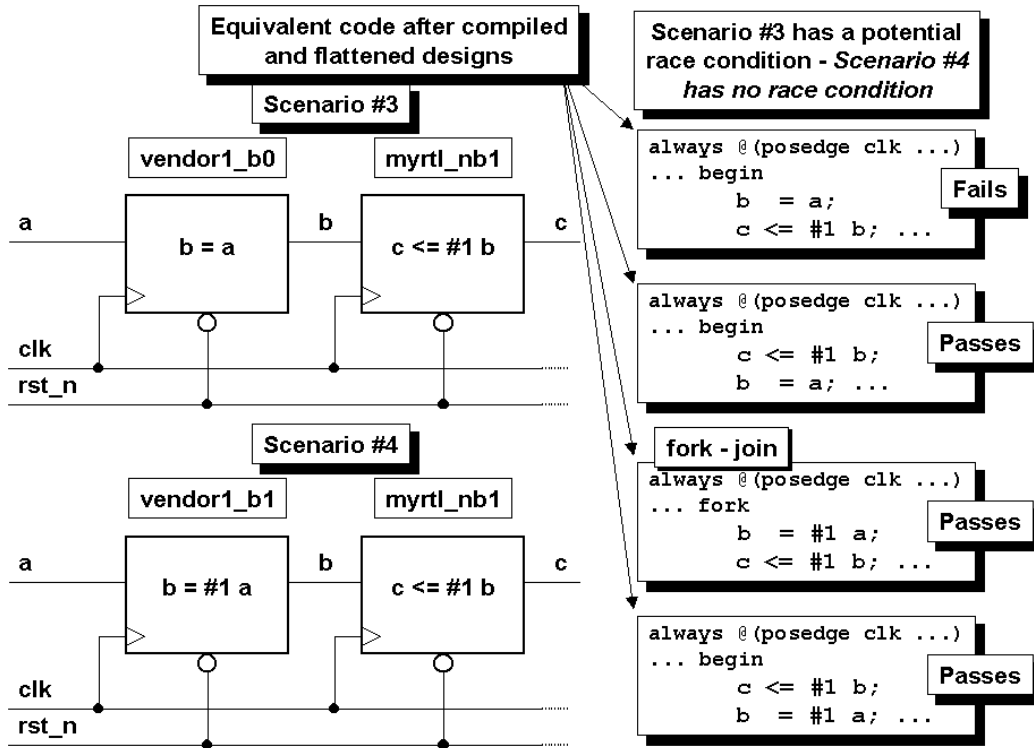 Equivalent code after compiled
and flattened designs
Scenario #3 has a potential
race condition - Scenario #4
has no race condition
Scenario #3
vendor1_b0
myrtl_nb1
a
b = a
b
c <= #1 b
c
clk
rst_n
Scenario #4
vendor1_b1
myrtl_nb1
a
b = #1 a
b
c <= #1 b
c
clk
rst_n
always @(posedge clk ...)
... begin
b  = a;
c <= #1 b; ...
Fails
always @(posedge clk ...)
... begin
c <= #1 b;
b  = a; ...
Passes
fork - join
always @(posedge clk ...)
... fork
b  = #1 a;
c <= #1 b; ...
Passes
always @(posedge clk ...)
... begin
c <= #1 b;
b  = #1 a; ...
Passes